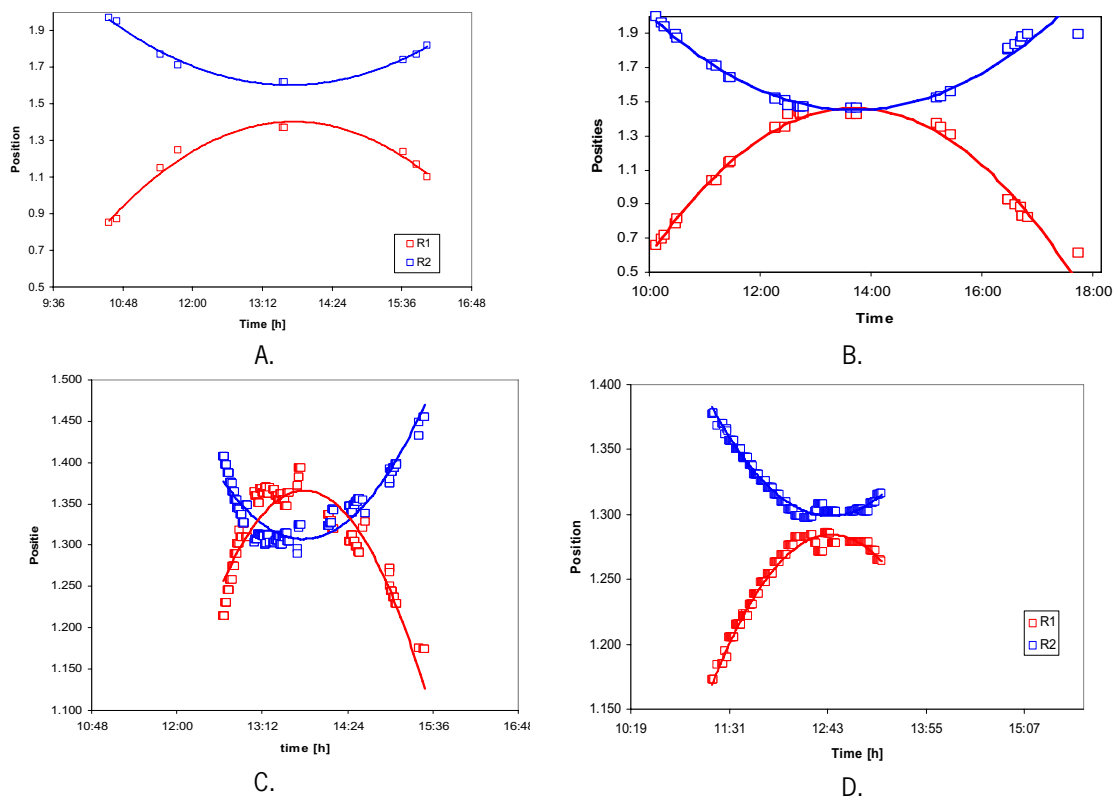 Position
1.9
1.7
1.5
1.3
1.1
0.9
0.7
0.5
R1
R2
9:36 10:48 12:00 13:12 14:24 15:36 16:48
Time [h]
A.
Posities
1.9
1.7
1.5
1.3
1.1
0.9
0.7
0.5
10:00 12:00 14:00 16:00 18:00
Time
B.
Positie
1.500
1.450
1.400
1.350
1.300
1.250
1.200
1.150
1.100
10:48 12:00 13:12 14:24 15:36 16:48
time [h]
C.
Position
1.400
1.350
1.300
1.250
1.200
1.150
R1
R2
10:19 11:31 12:43 13:55 15:07
Time [h]
D.